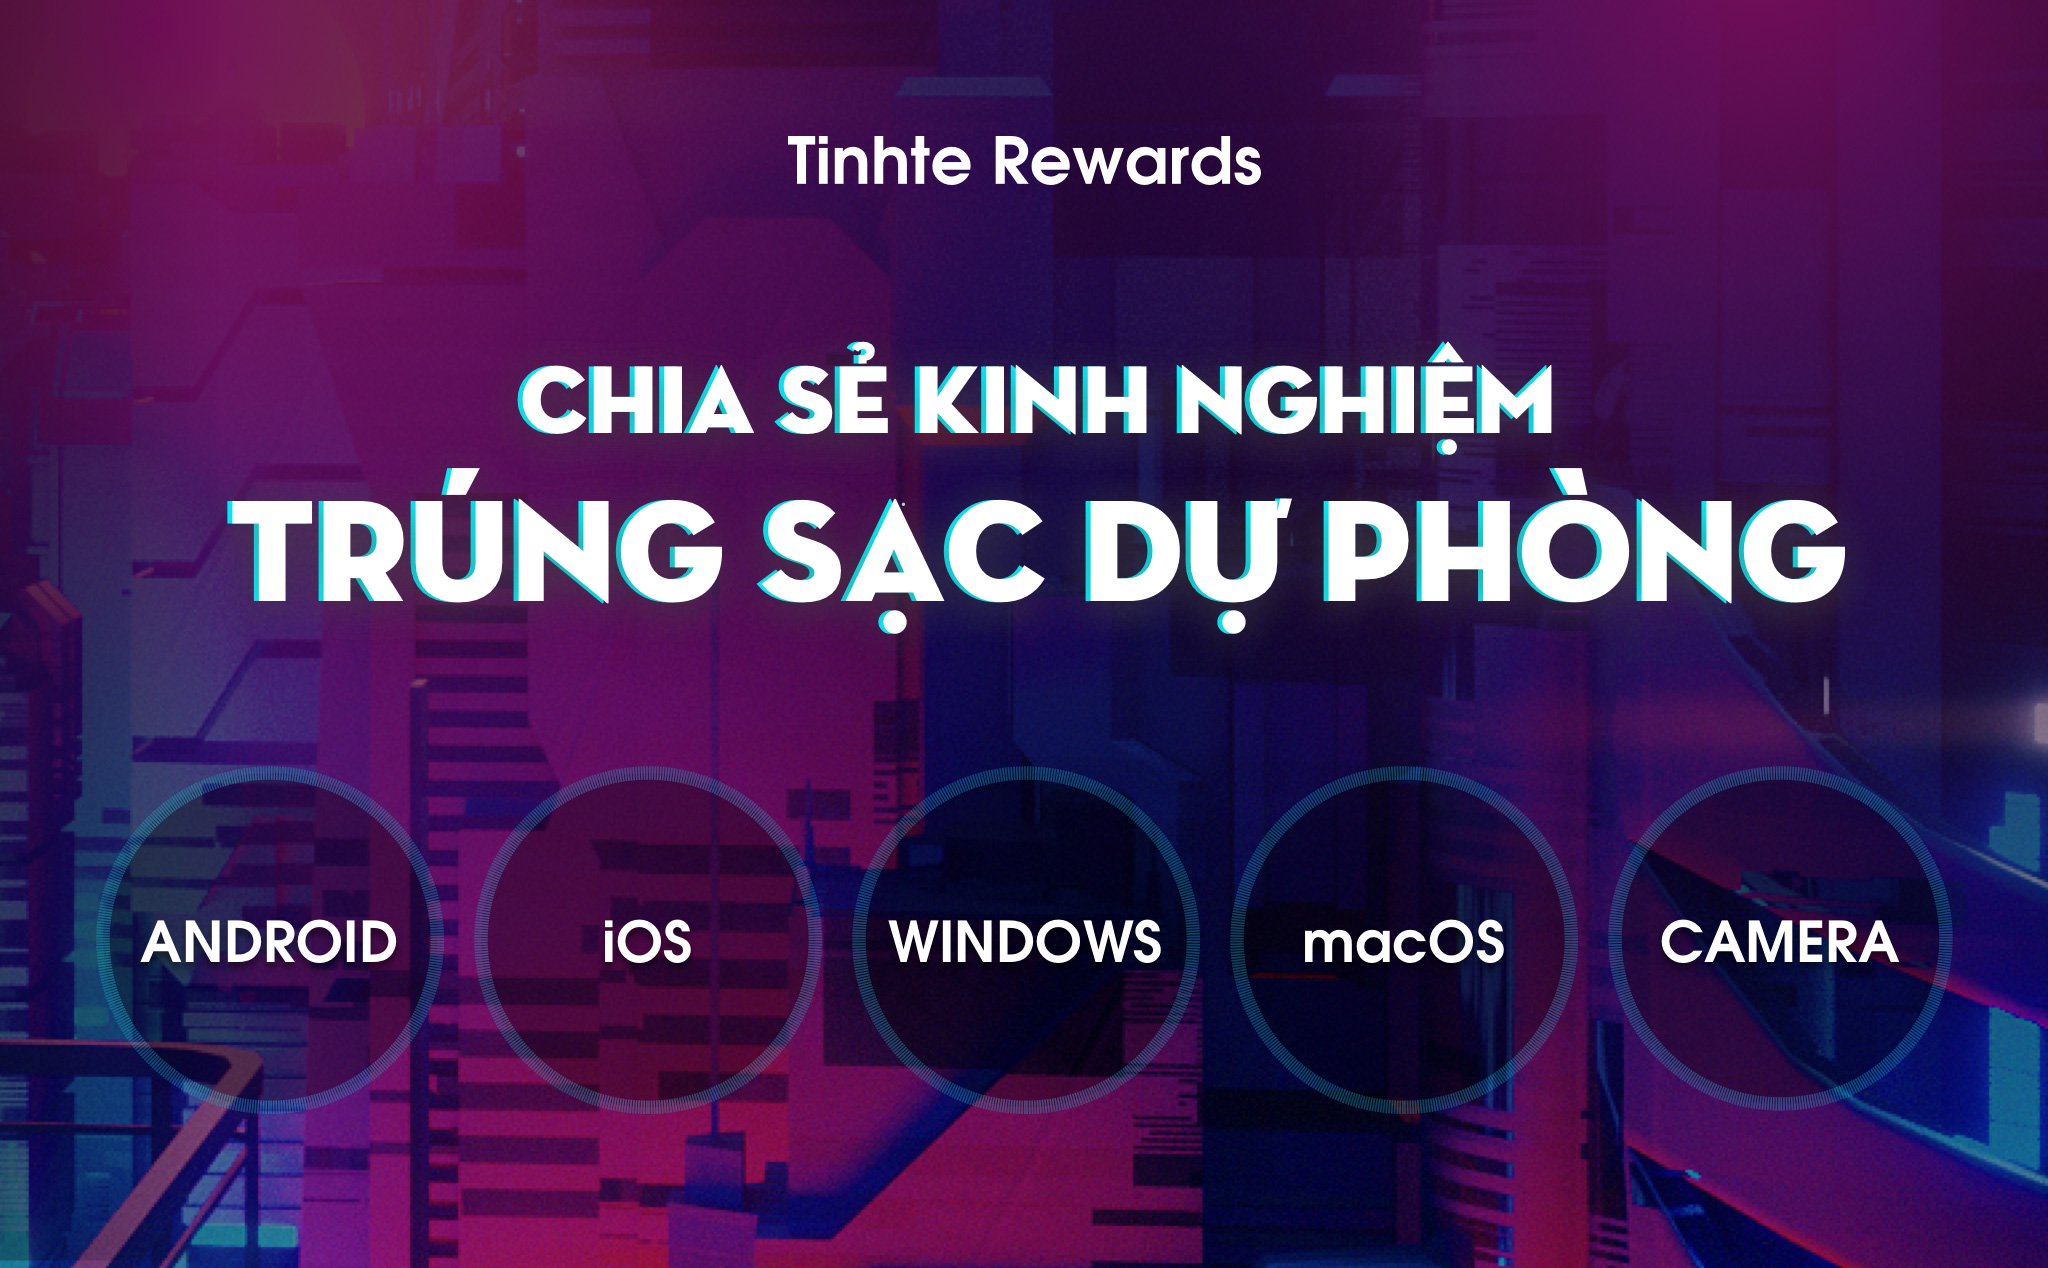 Tinhte Rewards
CHIA SẺ KINH NGHIỆM
TRÚNG SẠC DỰ PHÒNG
ANDROID
iOS
WINDOWS
macOS
CAMERA